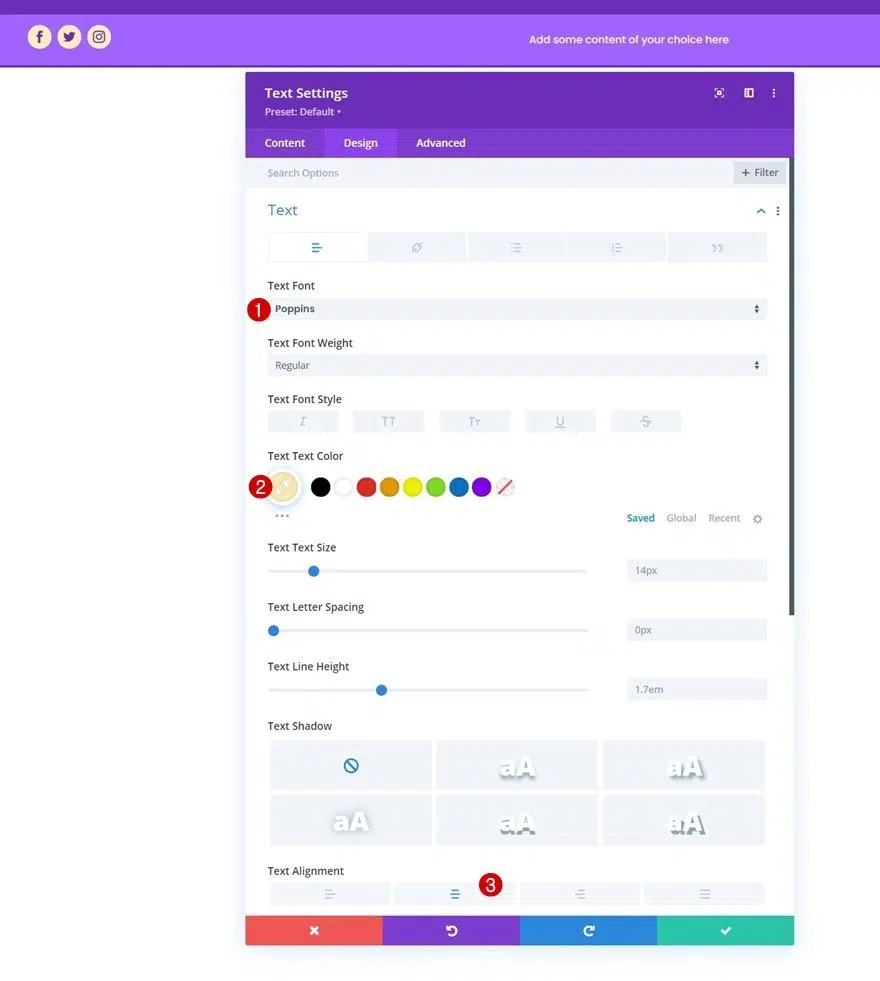 Add some content of your choice here
Text Settings
Preset: Default
Content Design Advanced
Search Options + Filter
Text
Text Font
1 Poppins
Text Font Weight
Regular
Text Font Style
I TT Tт U S
Text Text Color
2
Saved Global Recent
Text Text Size
14px
Text Letter Spacing
0px
Text Line Height
1.7em
Text Shadow
aA aA
aA aA aA
Text Alignment
3